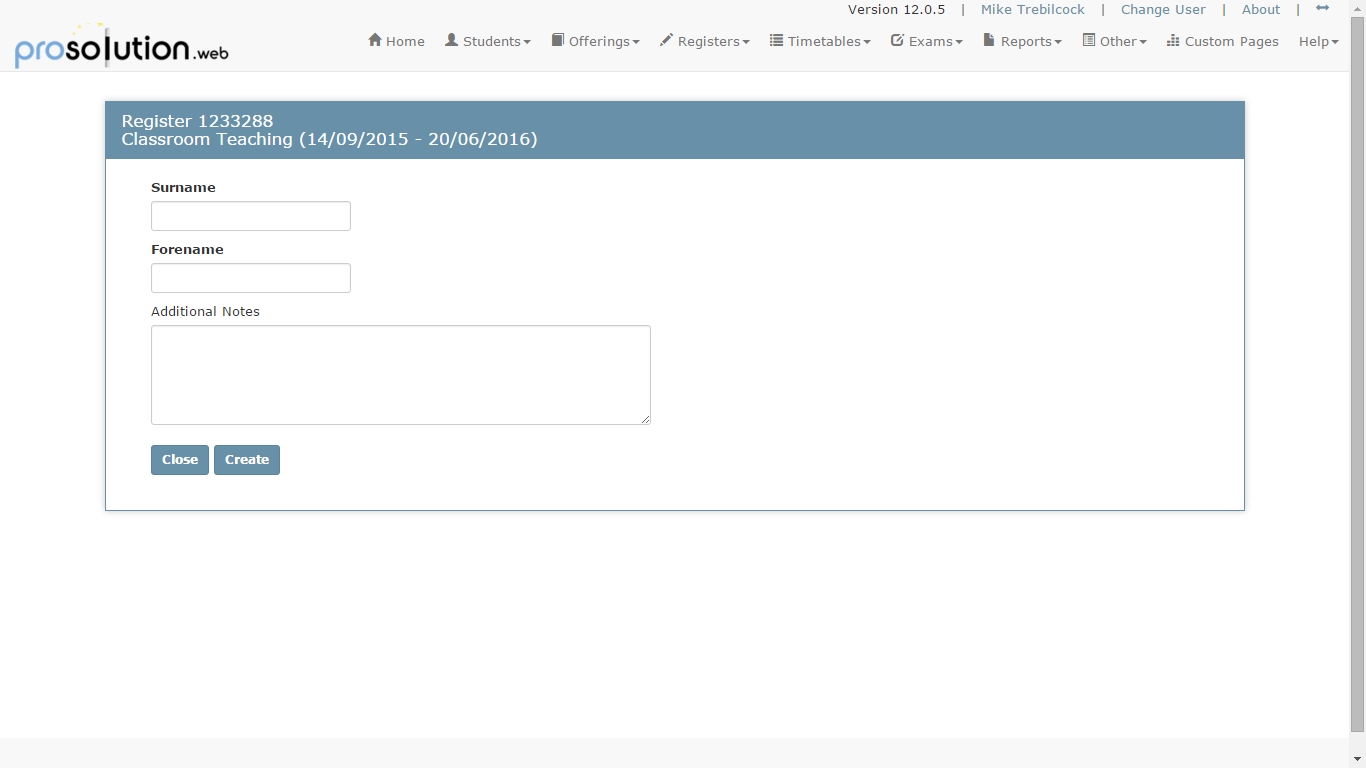 Version 12.0.5 | Mike Trebilcock | Change User | About |
prosolution.web
Home Students Offerings Registers Timetables Exams Reports Other Custom Pages Help
Register 1233288
Classroom Teaching (14/09/2015 - 20/06/2016)
Surname
Forename
Additional Notes
Close Create